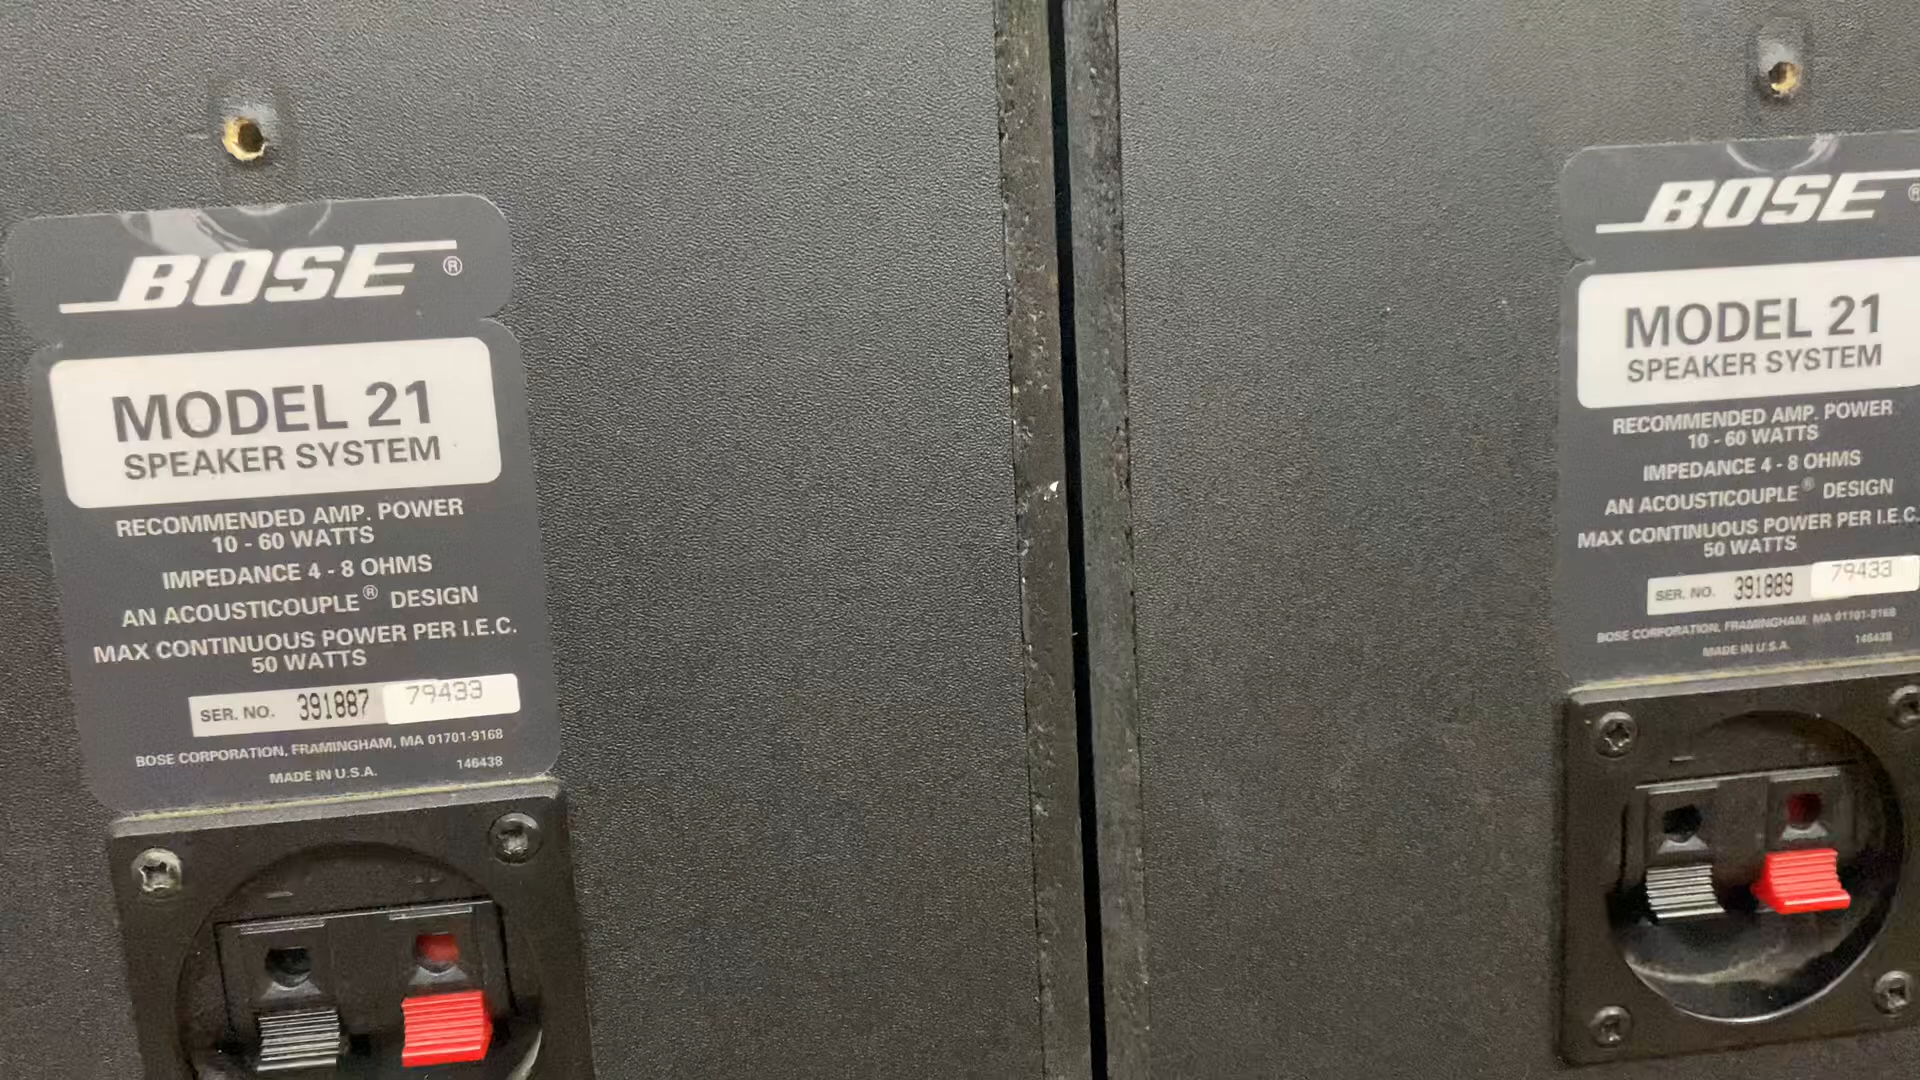 BOSE®
MODEL 21
SPEAKER SYSTEM
RECOMMENDED AMP. POWER
10 - 60 WATTS
IMPEDANCE 4 - 8 OHMS
AN ACOUSTICOUPLE® DESIGN
MAX CONTINUOUS POWER PER I.E.C.
50 WATTS
SER. NO. 391887 79433
BOSE CORPORATION, FRAMINGHAM, MA 01701-9168
MADE IN U.S.A. 146438
BOSE®
MODEL 21
SPEAKER SYSTEM
RECOMMENDED AMP. POWER
10 - 60 WATTS
IMPEDANCE 4 - 8 OHMS
AN ACOUSTICOUPLE® DESIGN
MAX CONTINUOUS POWER PER I.E.C.
50 WATTS
SER. NO. 391889 79433
BOSE CORPORATION, FRAMINGHAM, MA 01701-9168
MADE IN U.S.A. 146438